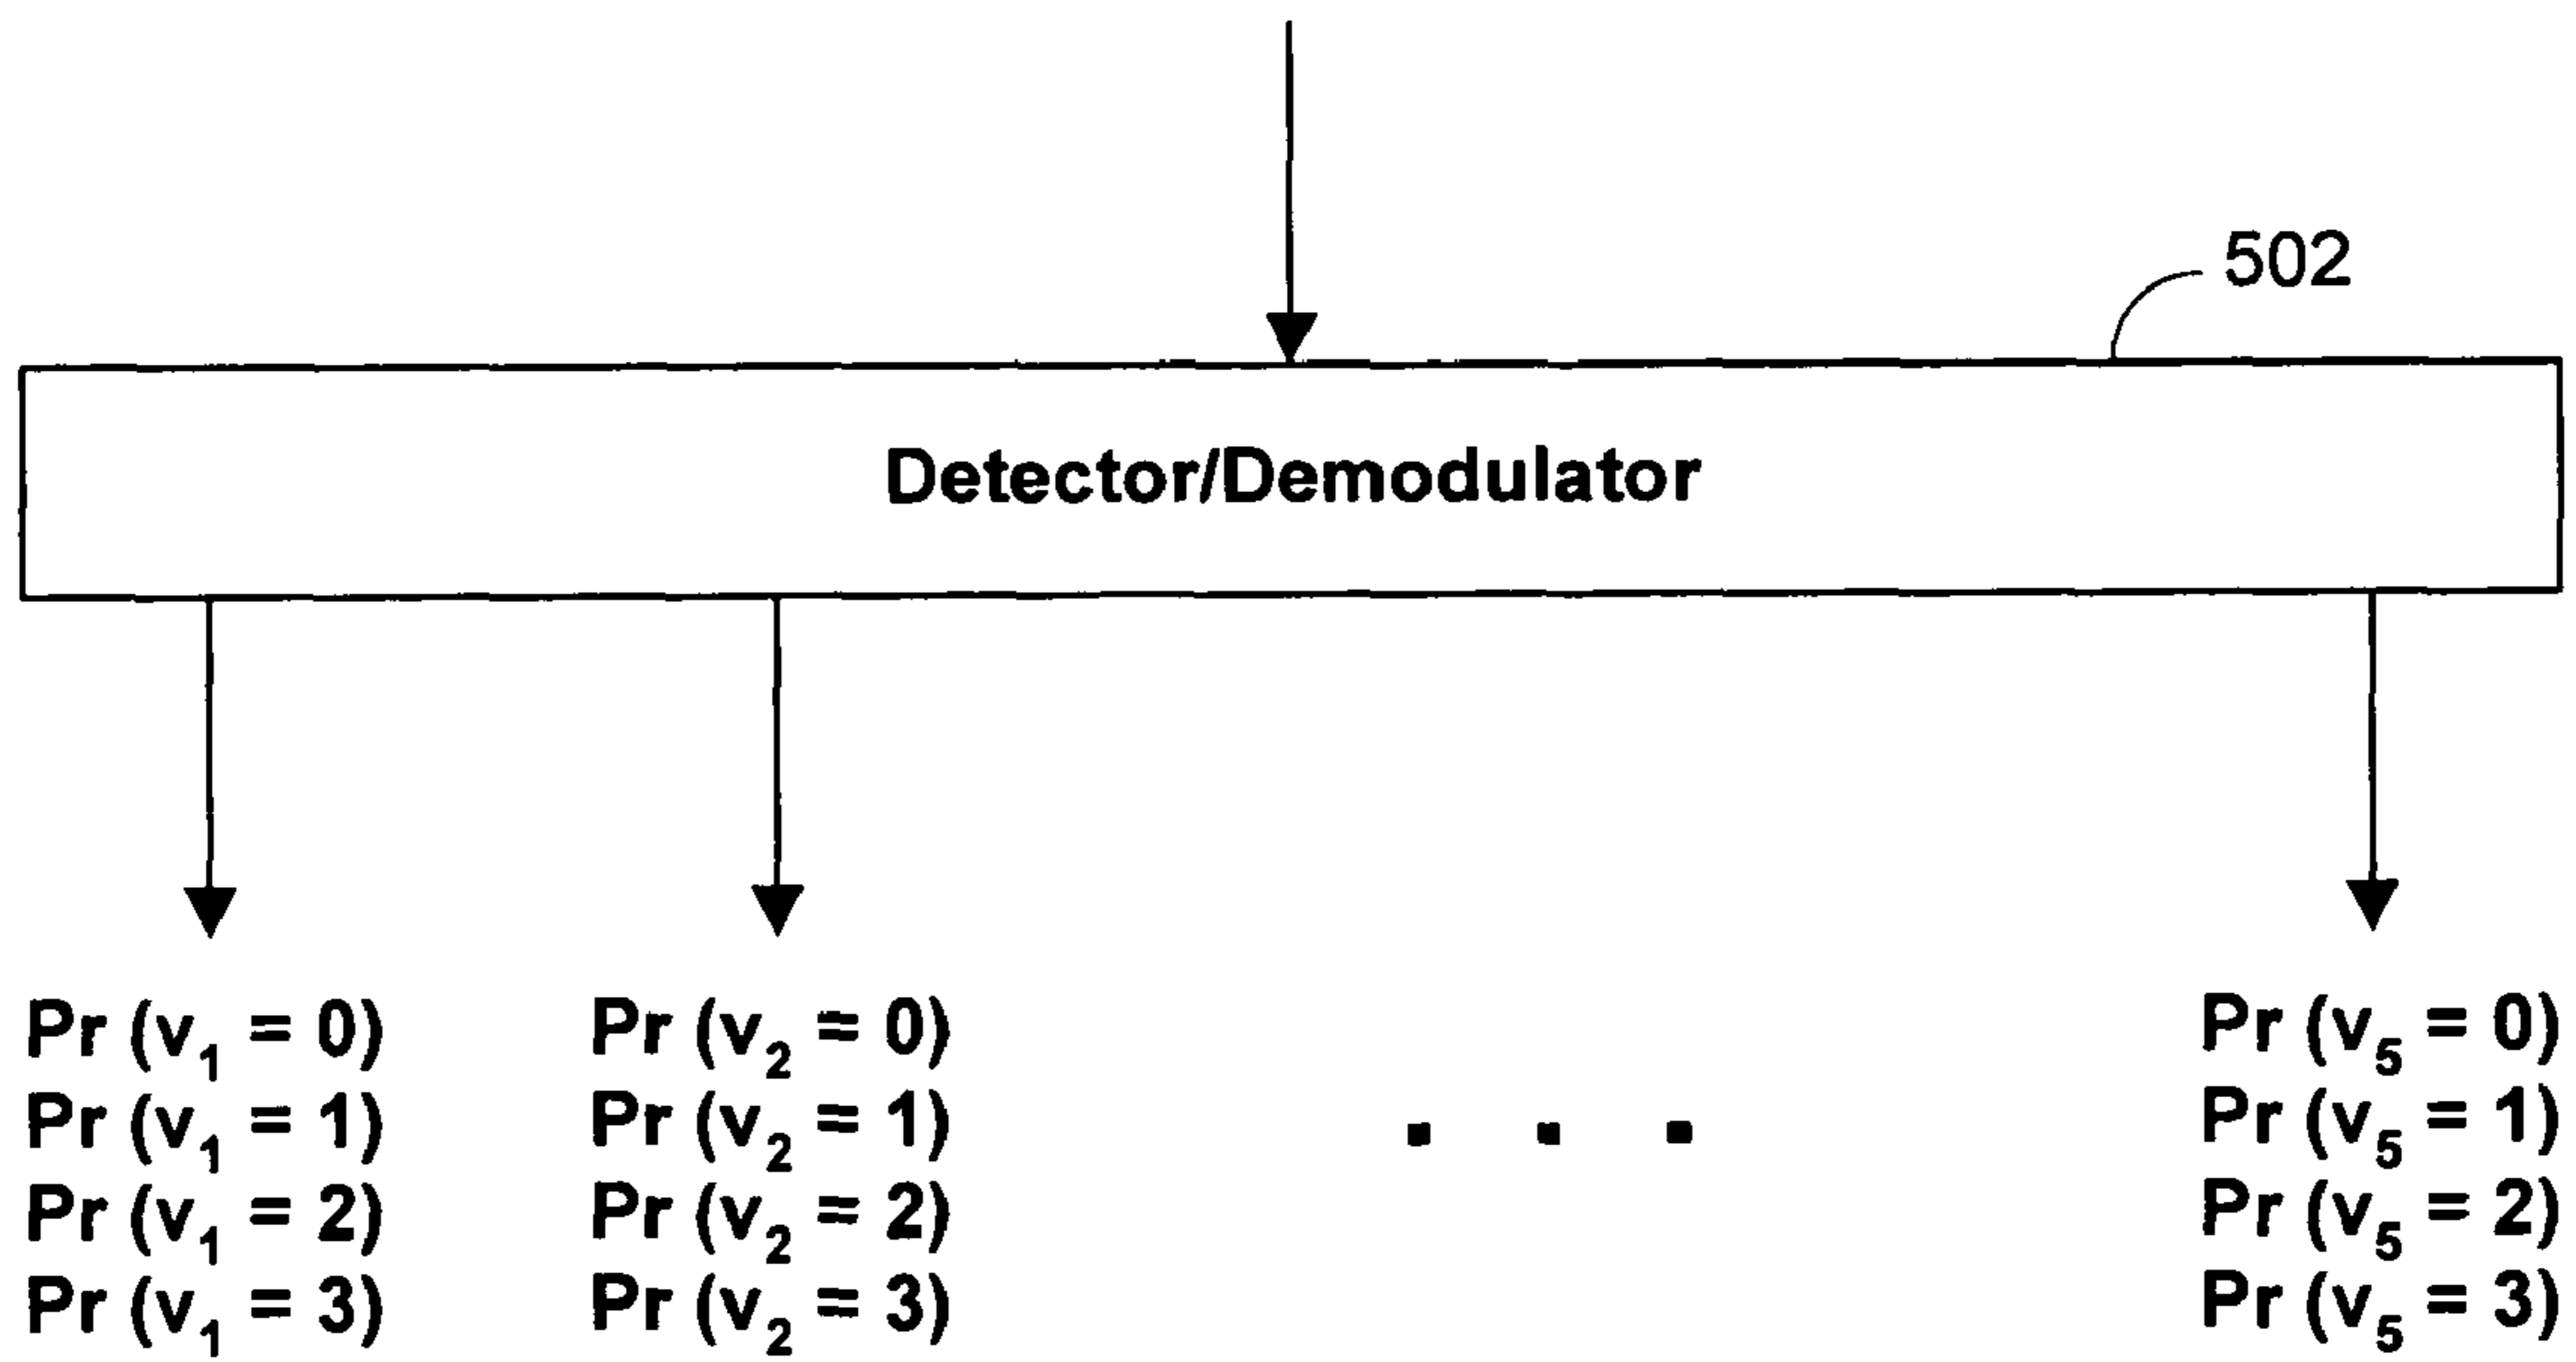 502
Detector/Demodulator
Pr (v₁ = 0) Pr (v₂ = 0) Pr (v₅ = 0)
Pr (v₁ = 1) Pr (v₂ = 1) . . . Pr (v₅ = 1)
Pr (v₁ = 2) Pr (v₂ = 2) Pr (v₅ = 2)
Pr (v₁ = 3) Pr (v₂ = 3) Pr (v₅ = 3)